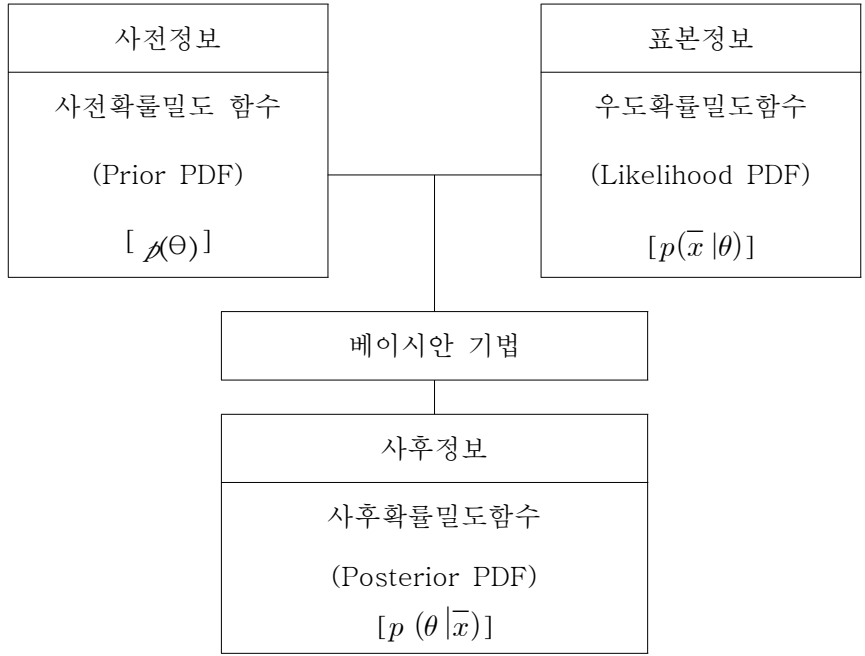 사전정보
사전확률밀도 함수
(Prior PDF)
[ p(Θ)]
표본정보
우도확률밀도함수
(Likelihood PDF)
[p(x̅ |θ)]
베이시안 기법
사후정보
사후확률밀도함수
(Posterior PDF)
[p (θ |x̅)]